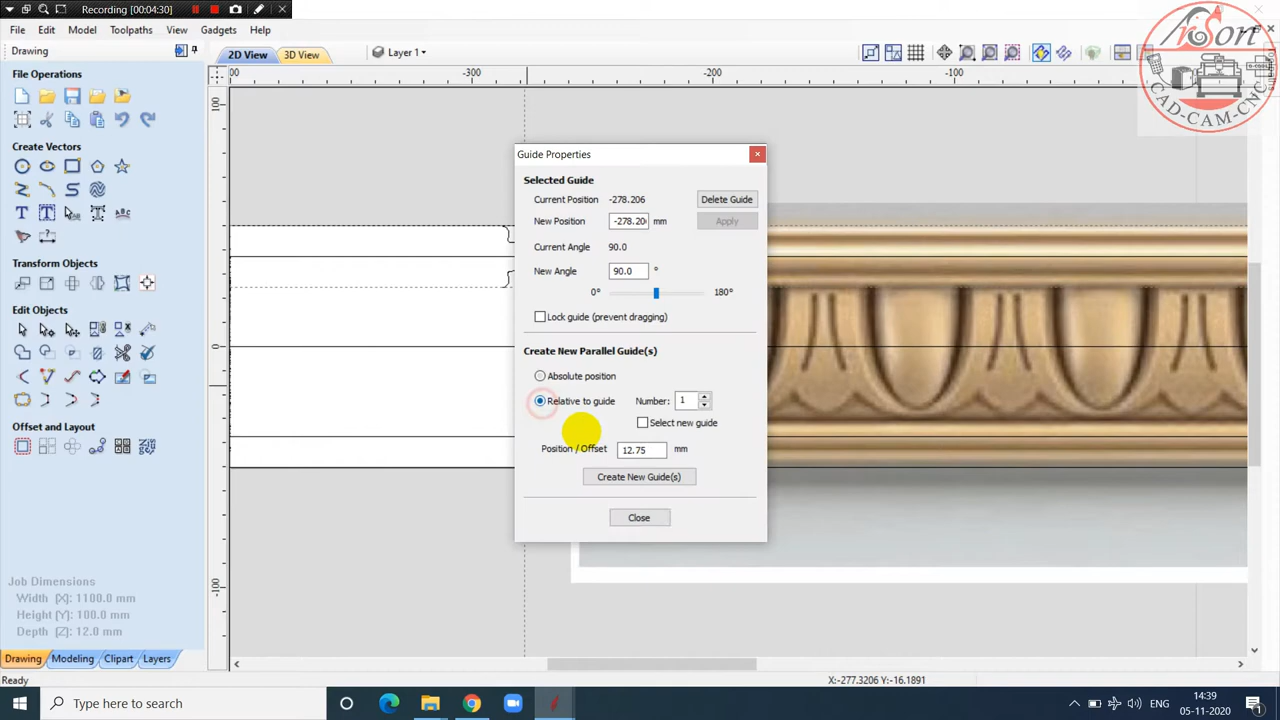 Recording [00:04:30]
File Edit Model Toolpaths View Gadgets Help
Drawing
2D View 3D View Layer 1
File Operations
Create Vectors
Transform Objects
Edit Objects
Offset and Layout
Job Dimensions
Width [X]: 1100.0 mm
Height [Y]: 100.0 mm
Depth [Z]: 12.0 mm
Drawing Modeling Clipart Layers
00 -300 -200 -100
100
0
-100
Guide Properties
Selected Guide
Current Position -278.206 Delete Guide
New Position -278.20 mm Apply
Current Angle 90.0
New Angle 90.0 °
0° 180°
Lock guide (prevent dragging)
Create New Parallel Guide(s)
Absolute position
Relative to guide Number: 1
Select new guide
Position / Offset 12.75 mm
Create New Guide(s)
Close
CAD-CAM-CNC
Ready X:-277.3206 Y:-16.1891
Type here to search
ENG
14:39
05-11-2020
1